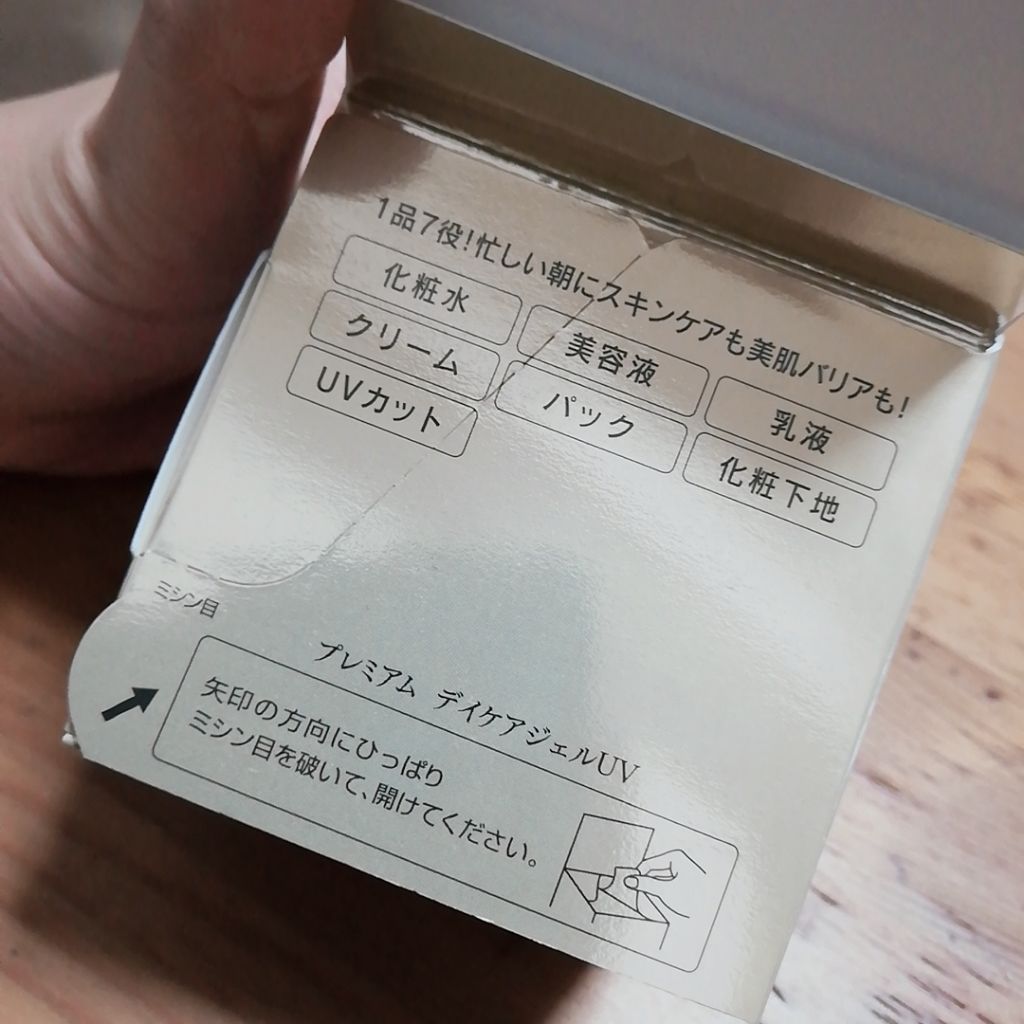 1品7役!忙しい朝にスキンケアも美肌バリアも!
化粧水 美容液 乳液
クリーム パック 化粧下地
UVカット
ミシン目
プレミアム デイケアジェルUV
矢印の方向にひっぱり
ミシン目を破いて、開けてください。